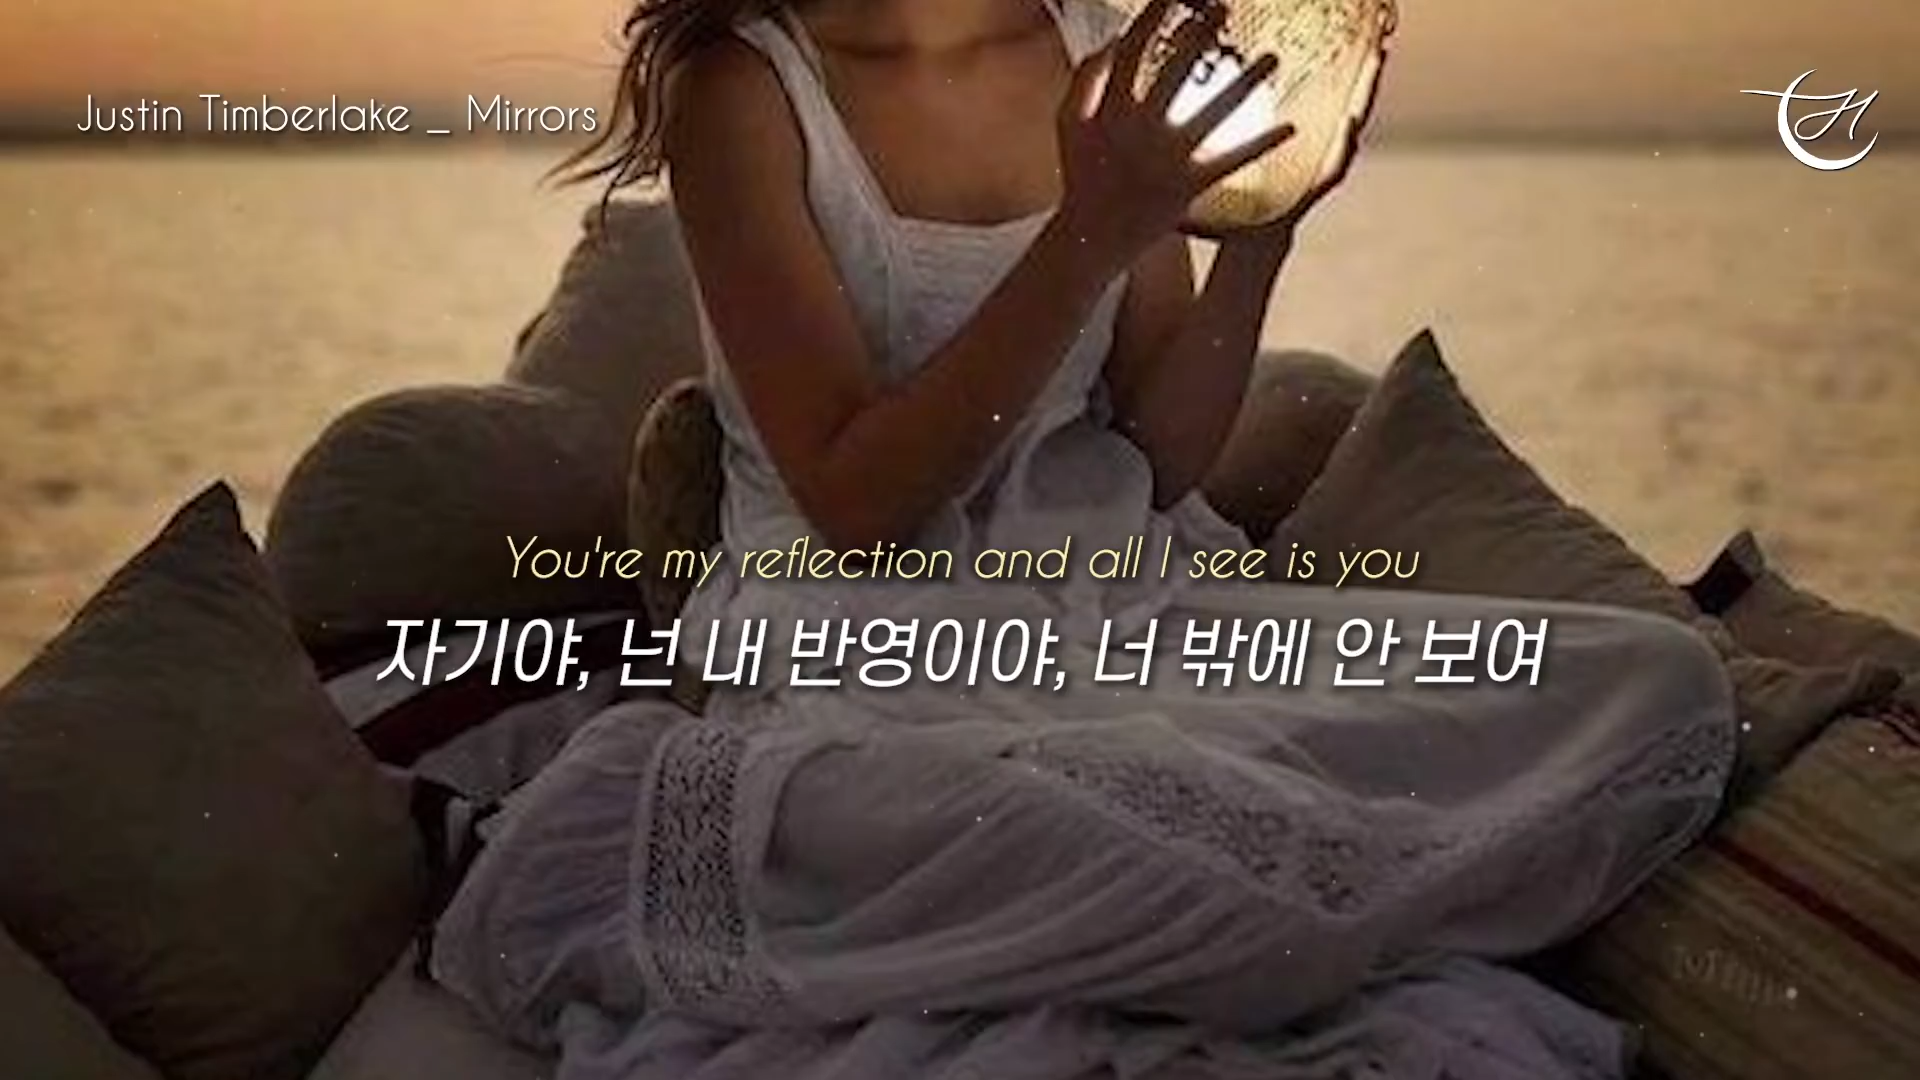 Justin Timberlake _ Mirrors
You're my reflection and all I see is you
자기야, 넌 내 반영이야, 너 밖에 안 보여